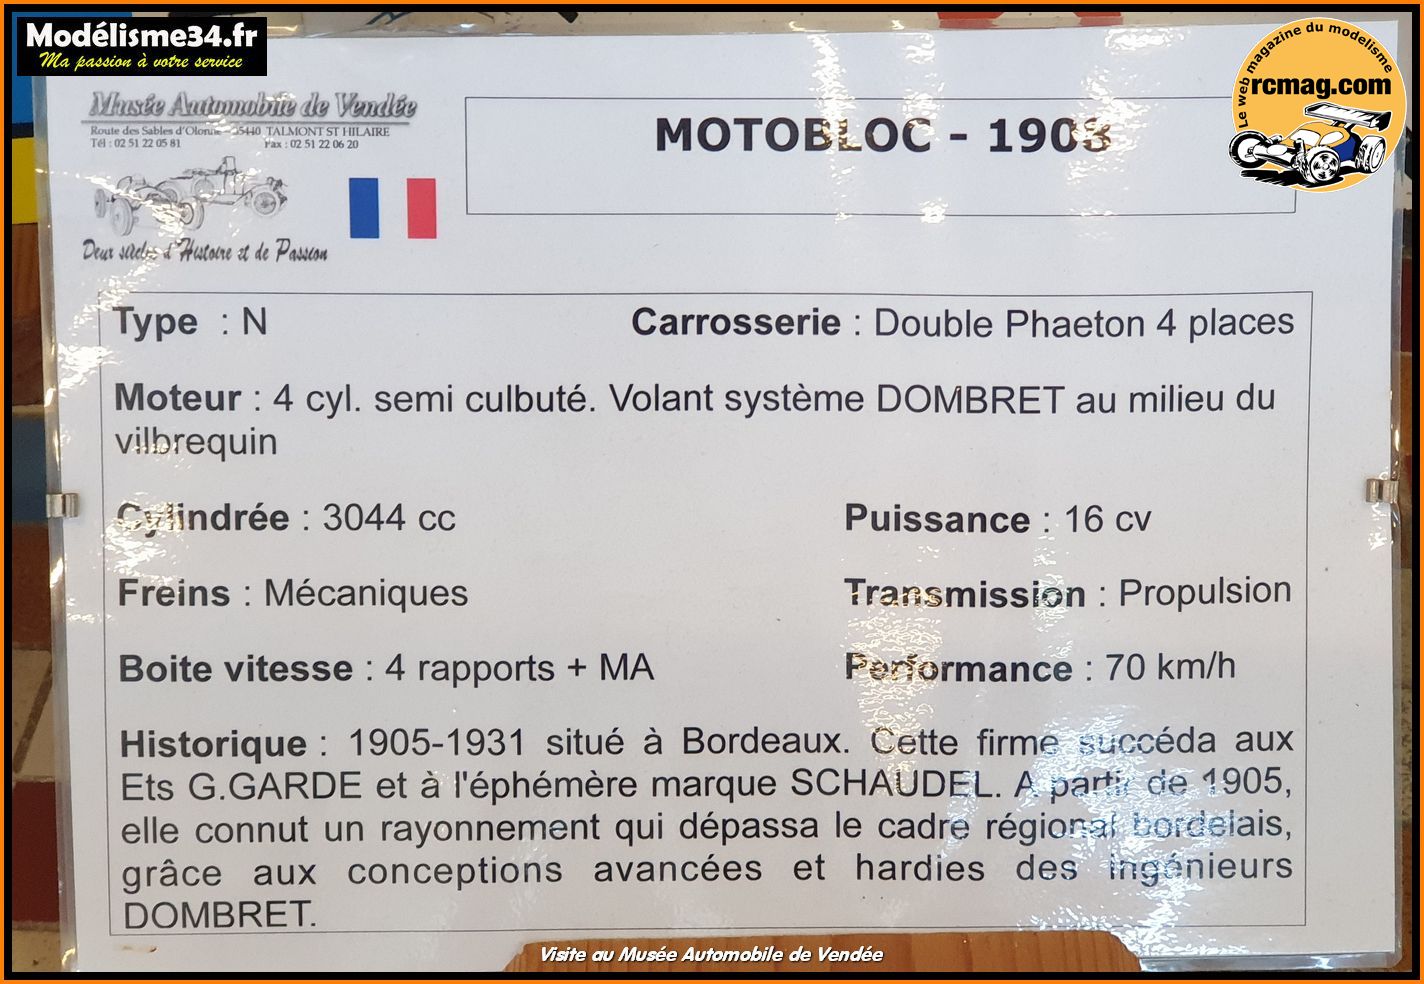 Modélisme34.fr
Ma passion à votre service
Le web magazine du modelisme
rcmag.com
Musée Automobile de Vendée
Route des Sables d'Olonne 85440 TALMONT ST HILAIRE
Tél : 02 51 22 05 81 Fax : 02 51 22 06 20
Deux siècles d'Histoire et de Passion
MOTOBLOC - 1908
Type : N Carrosserie : Double Phaeton 4 places
Moteur : 4 cyl. semi culbuté. Volant système DOMBRET au milieu du
vilbrequin
Cylindrée : 3044 cc Puissance : 16 cv
Freins : Mécaniques Transmission : Propulsion
Boite vitesse : 4 rapports + MA Performance : 70 km/h
Historique : 1905-1931 situé à Bordeaux. Cette firme succéda aux
Ets G.GARDE et à l'éphémère marque SCHAUDEL. A partir de 1905,
elle connut un rayonnement qui dépassa le cadre régional bordelais,
grâce aux conceptions avancées et hardies des ingénieurs
DOMBRET.
Visite au Musée Automobile de Vendée